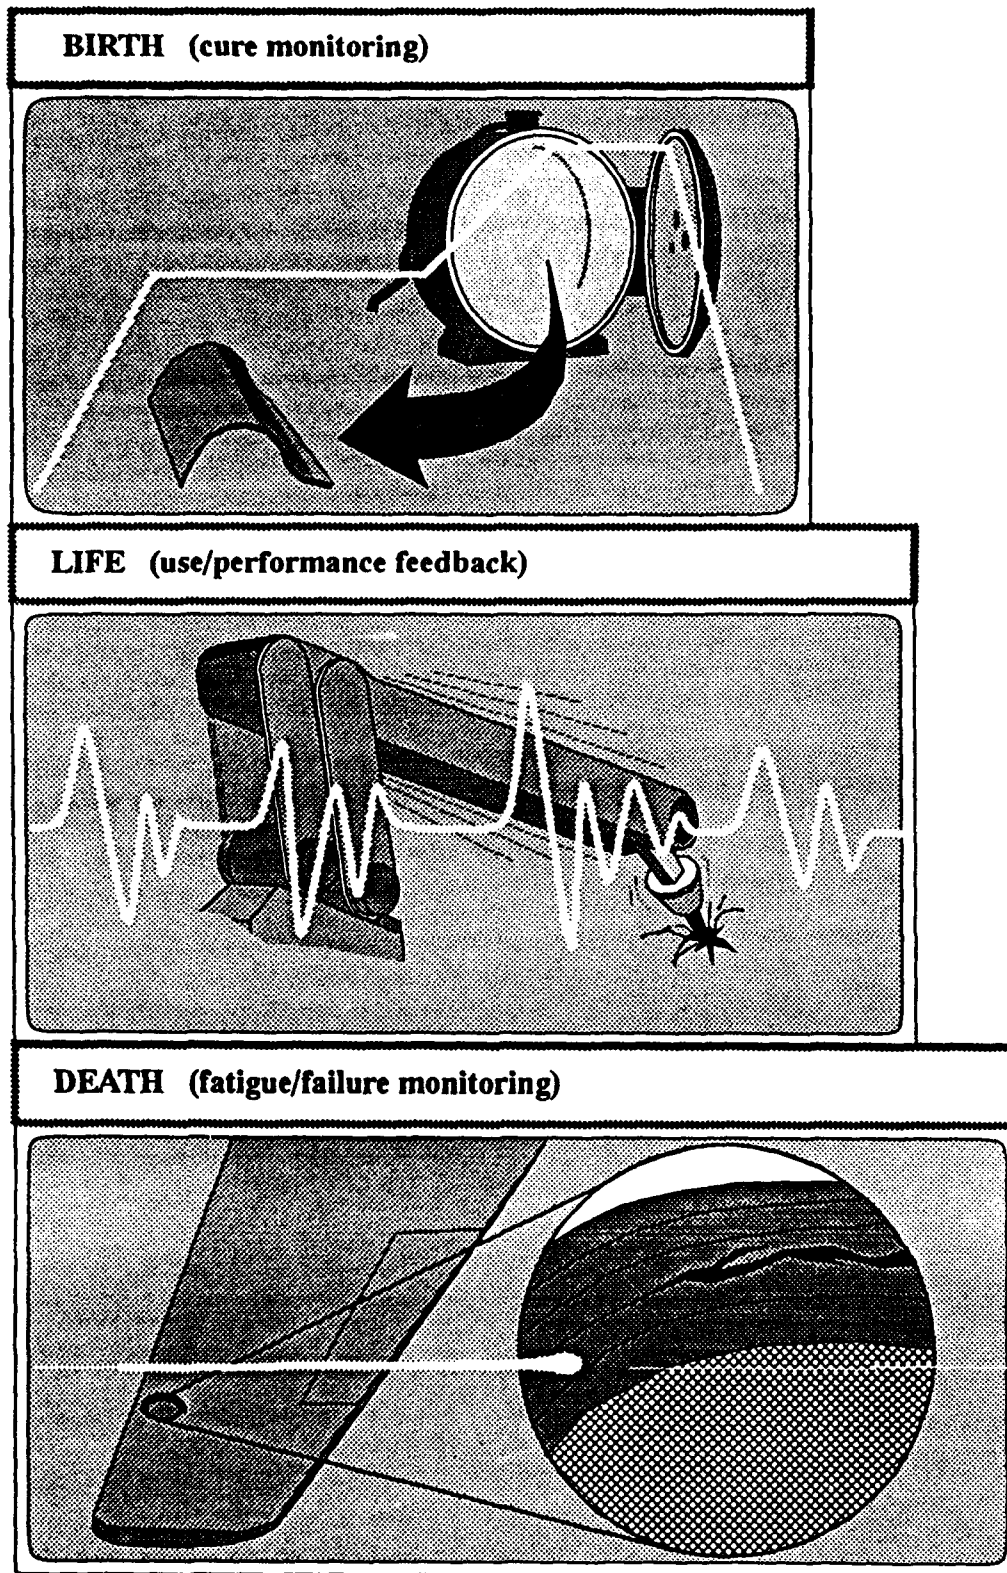 BIRTH (cure monitoring)
LIFE (use/performance feedback)
DEATH (fatigue/failure monitoring)